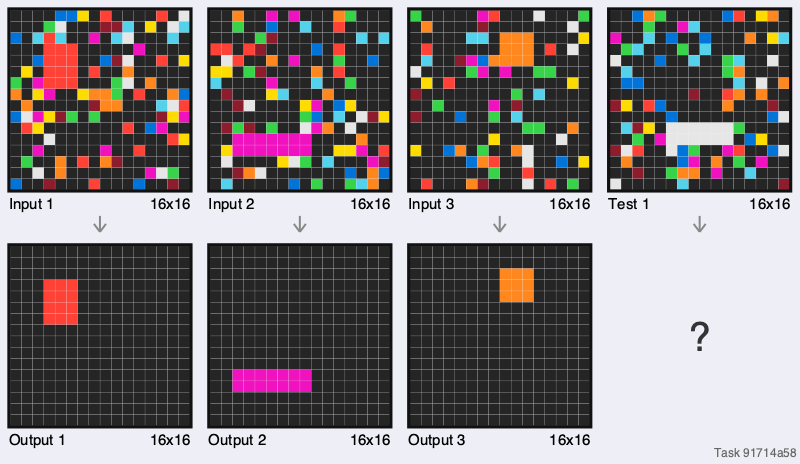 Input 1 16x16
Input 2 16x16
Input 3 16x16
Test 1 16x16
?
Output 1 16x16
Output 2 16x16
Output 3 16x16
Task 91714a58